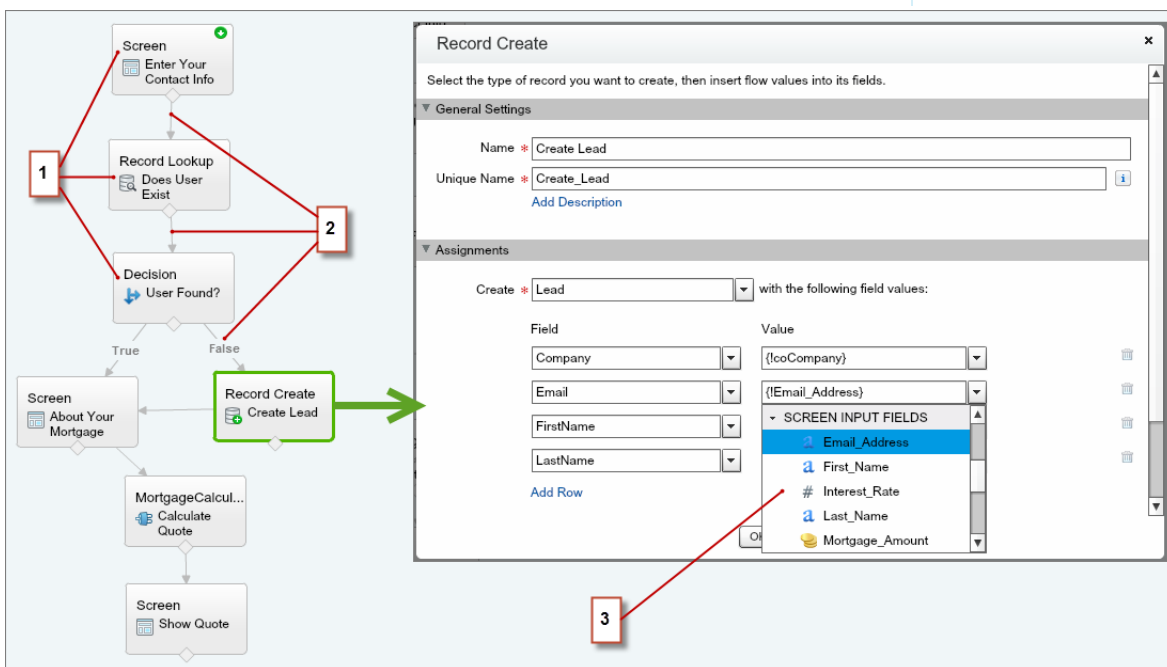 Screen
Enter Your
Contact Info
Record Lookup
Does User
Exist
1
2
Decision
User Found?
True
False
Screen
About Your
Mortgage
Record Create
Create Lead
MortgageCalcul...
Calculate
Quote
Screen
Show Quote
Record Create
×
Select the type of record you want to create, then insert flow values into its fields.
General Settings
Name * Create Lead
Unique Name * Create_Lead
i
Add Description
Assignments
Create * Lead with the following field values:
Field Value
Company {!coCompany}
Email {!Email_Address}
FirstName
LastName
SCREEN INPUT FIELDS
a Email_Address
a First_Name
# Interest_Rate
a Last_Name
Mortgage_Amount
Add Row
3